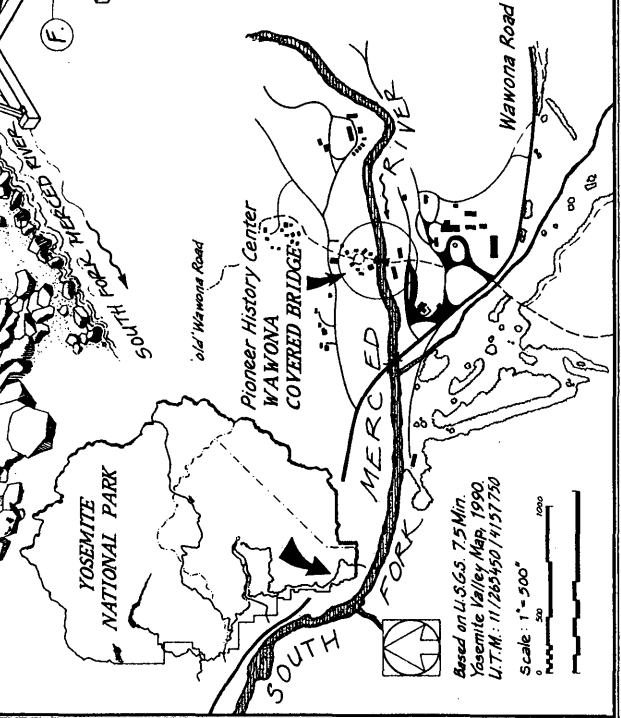 F.
SOUTH FORK MERCED RIVER
'old' Wawona Road
Pioneer History Center
WAWONA
COVERED BRIDGE
YOSEMITE
NATIONAL PARK
Wawona Road
SOUTH FORK MERCED RIVER
Based on U.S.G.S. 7.5 Min.
Yosemite Valley Map, 1990.
U.T.M: 11/265450/4157750
Scale: 1"=500'
0 500 1000